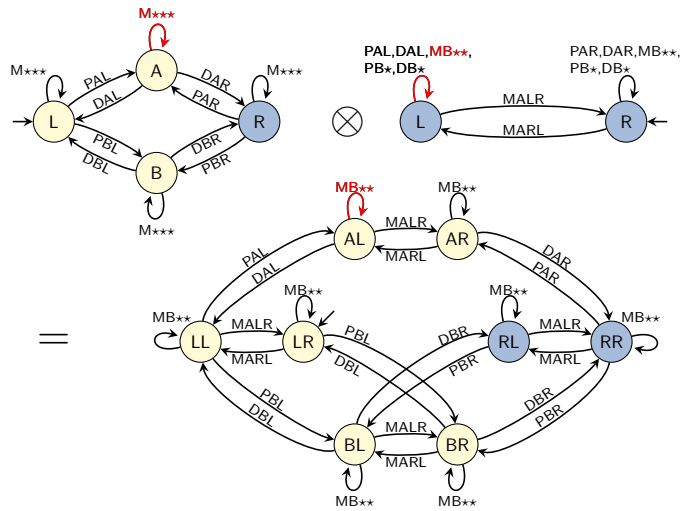 M⋆⋆⋆
PAL,DAL,MB⋆⋆,
PB⋆,DB⋆
PAR,DAR,MB⋆⋆,
PB⋆,DB⋆
M⋆⋆⋆
A
M⋆⋆⋆
PAL
DAL
DAR
PAR
L
R
⊗
L
MALR
MARL
R
PBL
DBL
DBR
PBR
B
M⋆⋆⋆
MB⋆⋆
MB⋆⋆
AL
MALR
MARL
AR
PAL
DAL
DAR
PAR
=
MB⋆⋆
MB⋆⋆
MB⋆⋆
MB⋆⋆
LL
MALR
MARL
LR
PBL
DBL
DBR
PBR
RL
MALR
MARL
RR
PBL
DBL
DBR
PBR
BL
MALR
MARL
BR
MB⋆⋆
MB⋆⋆